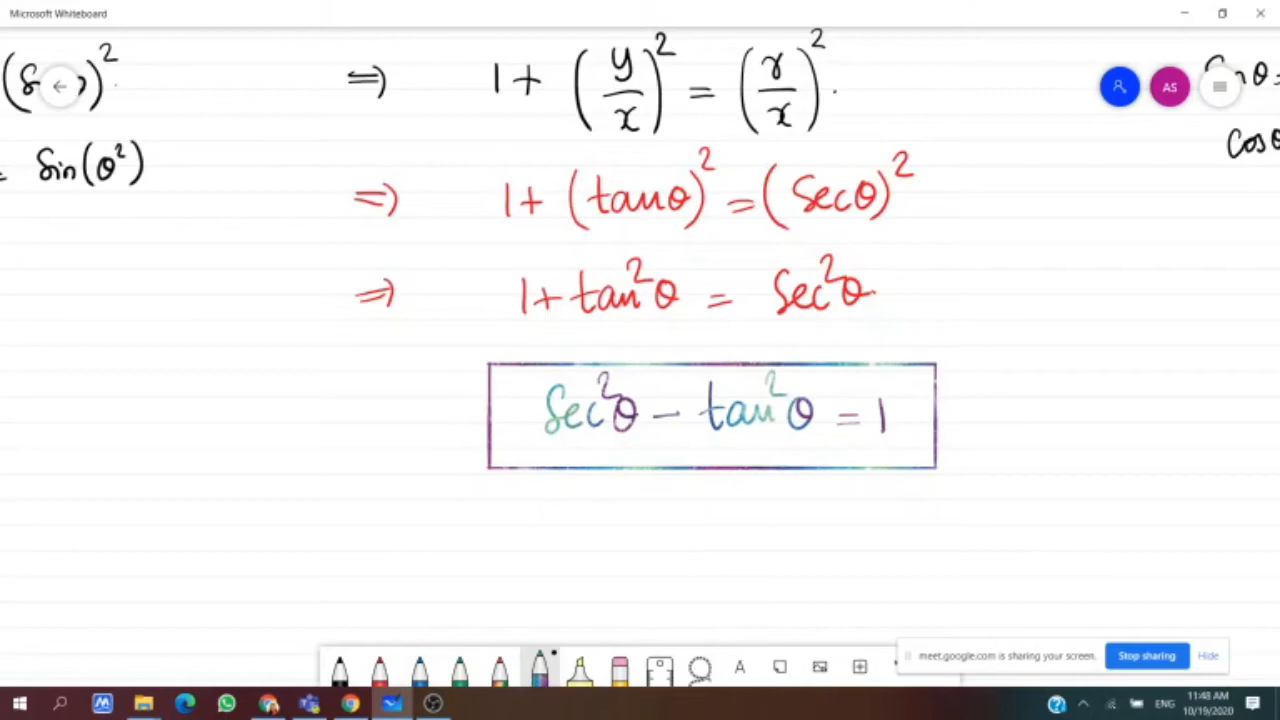 Microsoft Whiteboard
⇒ 1 + (y/x)² = (r/x)².
= Sin(θ²)
cosθ
⇒ 1 + (tanθ)² = (Secθ)²
⇒ 1 + tan²θ = Sec²θ.
Sec²θ − tan²θ = 1
AS
A
meet.google.com is sharing your screen. Stop sharing Hide
ENG
11:48 AM
10/19/2020